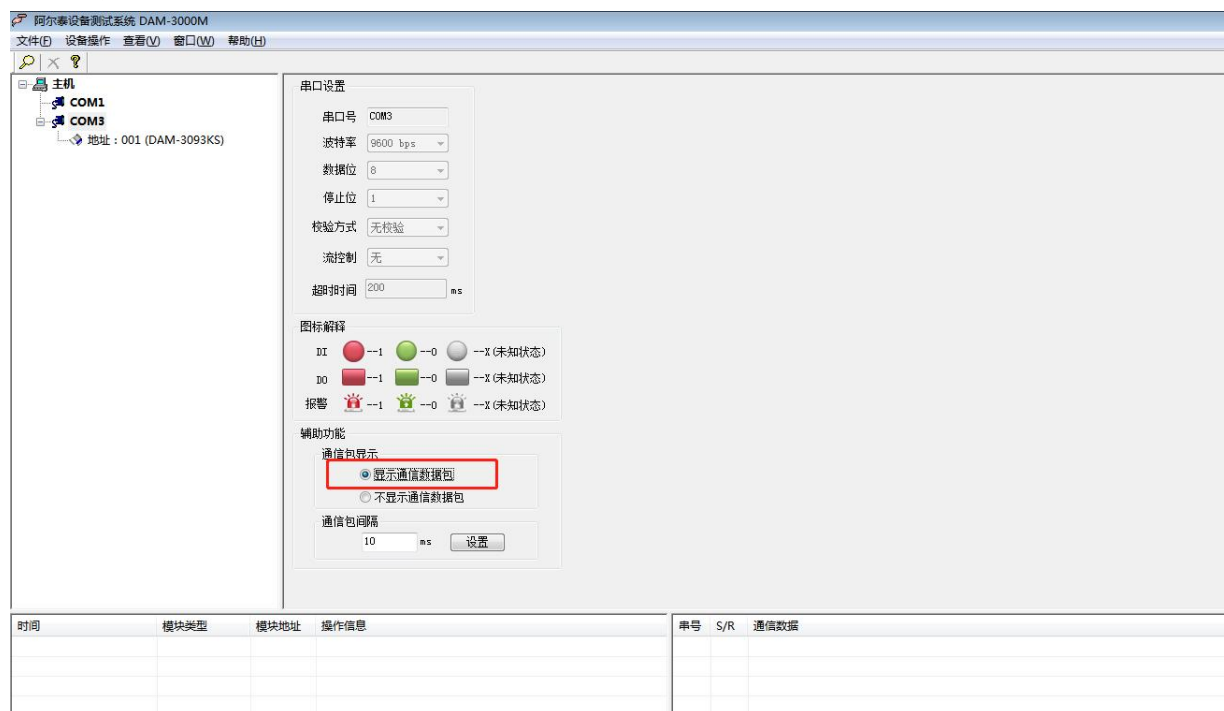 阿尔泰设备测试系统 DAM-3000M
文件(F) 设备操作 查看(V) 窗口(W) 帮助(H)
主机
COM1
COM3
地址：001 (DAM-3093KS)
串口设置
串口号 COM3
波特率 9600 bps
数据位 8
停止位 1
校验方式 无校验
流控制 无
超时时间 200 ms
图标解释
DI --1 --0 --X(未知状态)
DO --1 --0 --X(未知状态)
报警 --1 --0 --X(未知状态)
辅助功能
通信包显示
显示通信数据包
不显示通信数据包
通信包间隔
10 ms 设置
时间 模块类型 模块地址 操作信息 串号 S/R 通信数据